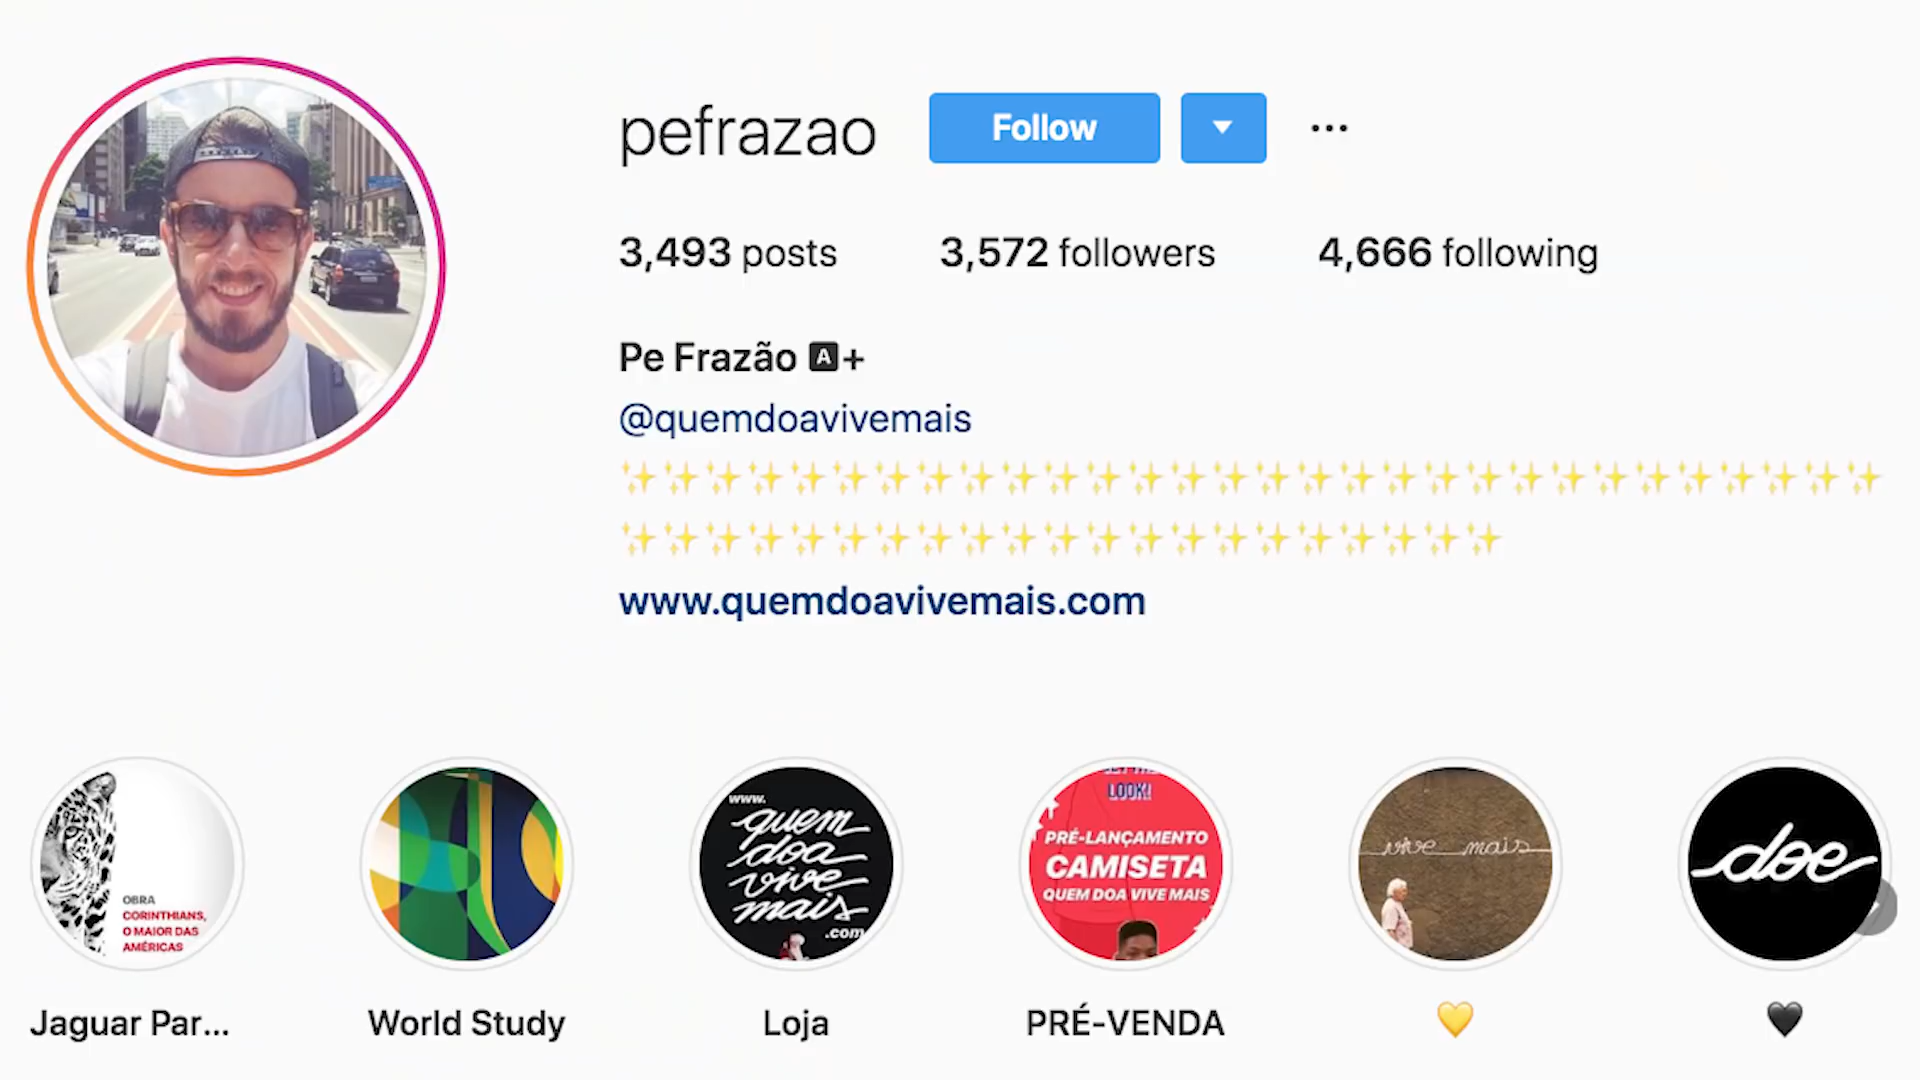 pefrazao
Follow
3,493 posts
3,572 followers
4,666 following
Pe Frazão 🅰+
@quemdoavivemais
✨✨✨✨✨✨✨✨✨✨✨✨✨✨✨✨✨✨✨✨✨✨✨✨✨✨✨✨✨✨
✨✨✨✨✨✨✨✨✨✨✨✨✨✨✨✨✨✨✨✨✨
www.quemdoavivemais.com
OBRA
CORINTHIANS,
O MAIOR DAS
AMÉRICAS
Jaguar Par...
World Study
www.
quem
doa
vive
mais
.com
Loja
LOOK!
PRÉ-LANÇAMENTO
CAMISETA
QUEM DOA VIVE MAIS
PRÉ-VENDA
vive mais
💛
doe
🖤